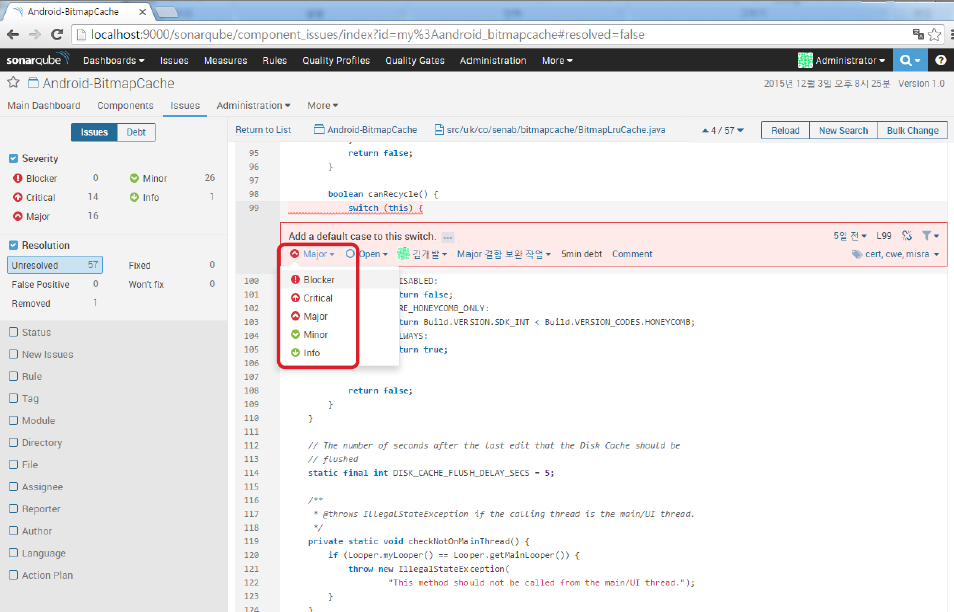 Android-BitmapCache
localhost:9000/sonarqube/component_issues/index?id=my%3Aandroid_bitmapcache#resolved=false
sonarqube Dashboards Issues Measures Rules Quality Profiles Quality Gates Administration More Administrator
Android-BitmapCache 2015년 12월 3일 오후 8시 25분 Version 1.0
Main Dashboard Components Issues Administration More
Issues Debt Return to List Android-BitmapCache src/uk/co/senab/bitmapcache/BitmapLruCache.java 4 / 57 Reload New Search Bulk Change
Severity
Blocker 0 Minor 26
Critical 14 Info 1
Major 16
Resolution
Unresolved 57 Fixed 0
False Positive 0 Won't fix 0
Removed 1
Status
New Issues
Rule
Tag
Module
Directory
File
Assignee
Reporter
Author
Language
Action Plan
95 return false;
96 }
97
98 boolean canRecycle() {
99 switch (this) {
Add a default case to this switch. ... 5일 전 L99
Major Open 김개발 Major 결함 보완 작업 5min debt Comment cert, cwe, misra
Blocker
Critical
Major
Minor
Info
100 ISABLED:
101 turn false;
102 RE_HONEYCOMB_ONLY:
103 turn Build.VERSION.SDK_INT < Build.VERSION_CODES.HONEYCOMB;
104 LWAYS:
105 turn true;
106
107
108 return false;
109 }
110 }
111
112 // The number of seconds after the last edit that the Disk Cache should be
113 // flushed
114 static final int DISK_CACHE_FLUSH_DELAY_SECS = 5;
115
116 /**
117 * @throws IllegalStateException if the calling thread is the main/UI thread.
118 */
119 private static void checkNotOnMainThread() {
120 if (Looper.myLooper() == Looper.getMainLooper()) {
121 throw new IllegalStateException(
122 "This method should not be called from the main/UI thread.");
123 }
124 }